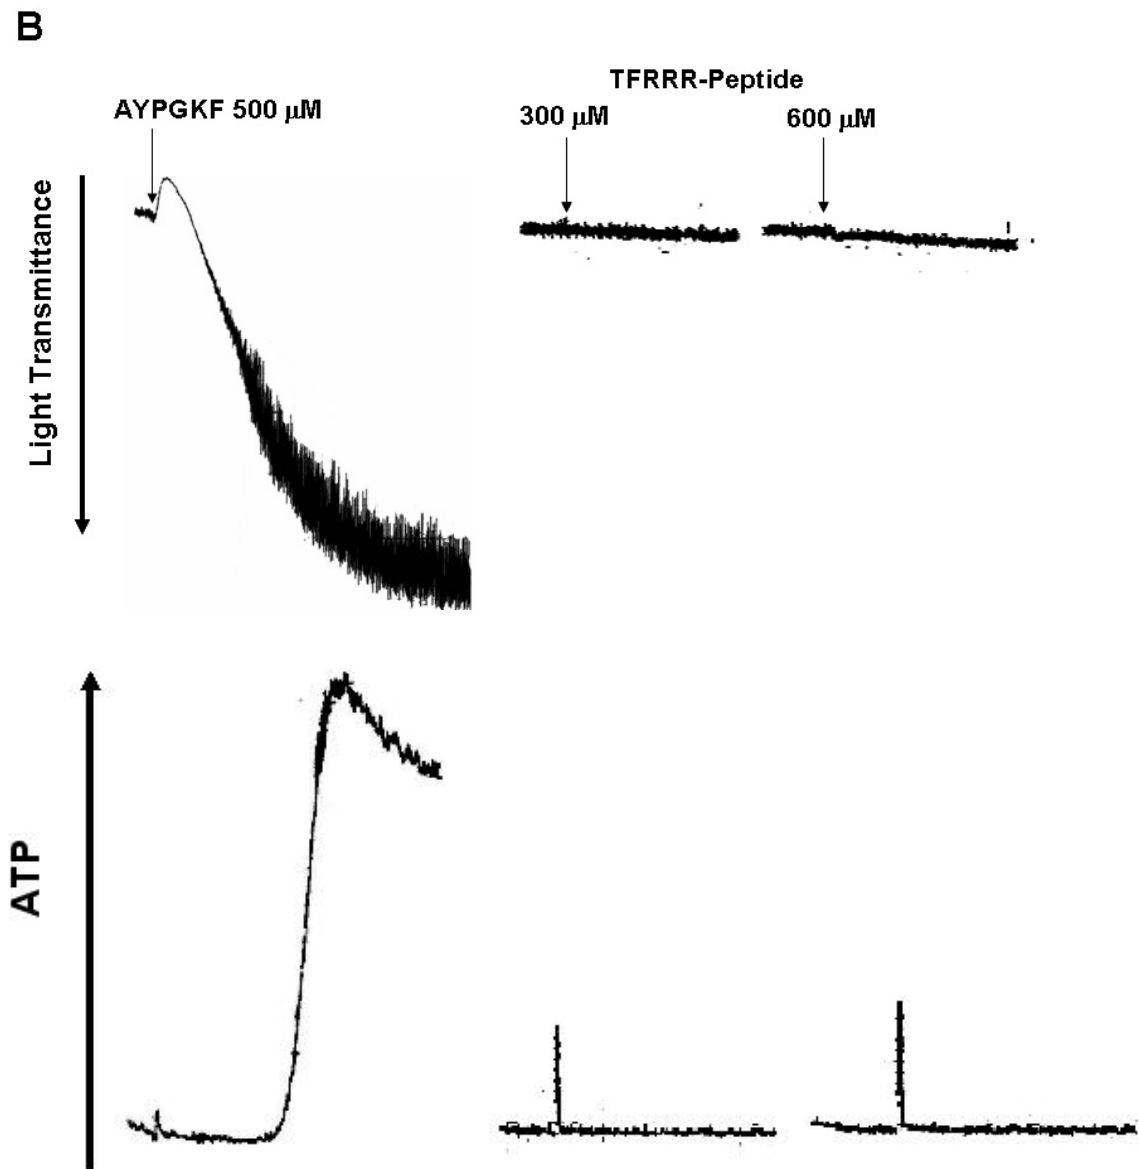 B
TFRRR-Peptide
AYPGKF 500 μM
300 μM
600 μM
Light Transmittance
ATP